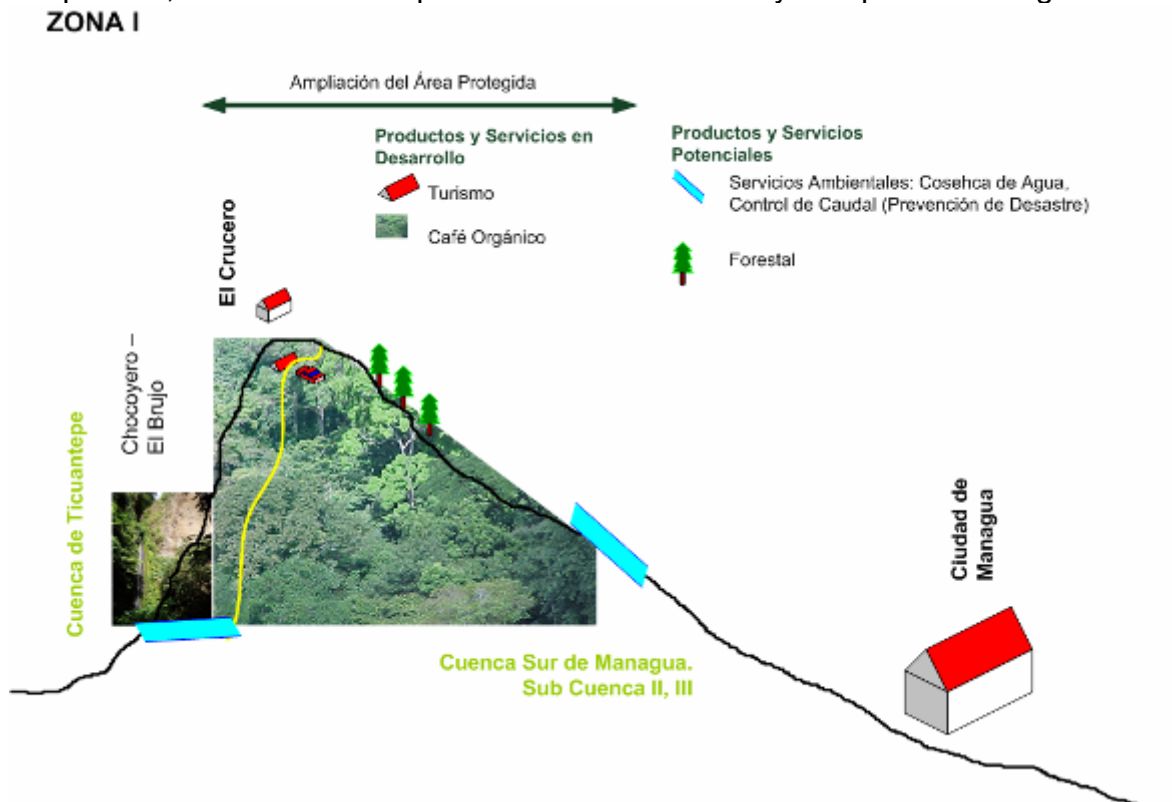 ZONA I
Ampliación del Área Protegida
Productos y Servicios en
Desarrollo
Turismo
Café Orgánico
Productos y Servicios
Potenciales
Servicios Ambientales: Cosehca de Agua,
Control de Caudal (Prevención de Desastre)
Forestal
El Crucero
Chocoyero –
El Brujo
Cuenca de Ticuantepe
Ciudad de
Managua
Cuenca Sur de Managua.
Sub Cuenca II, III